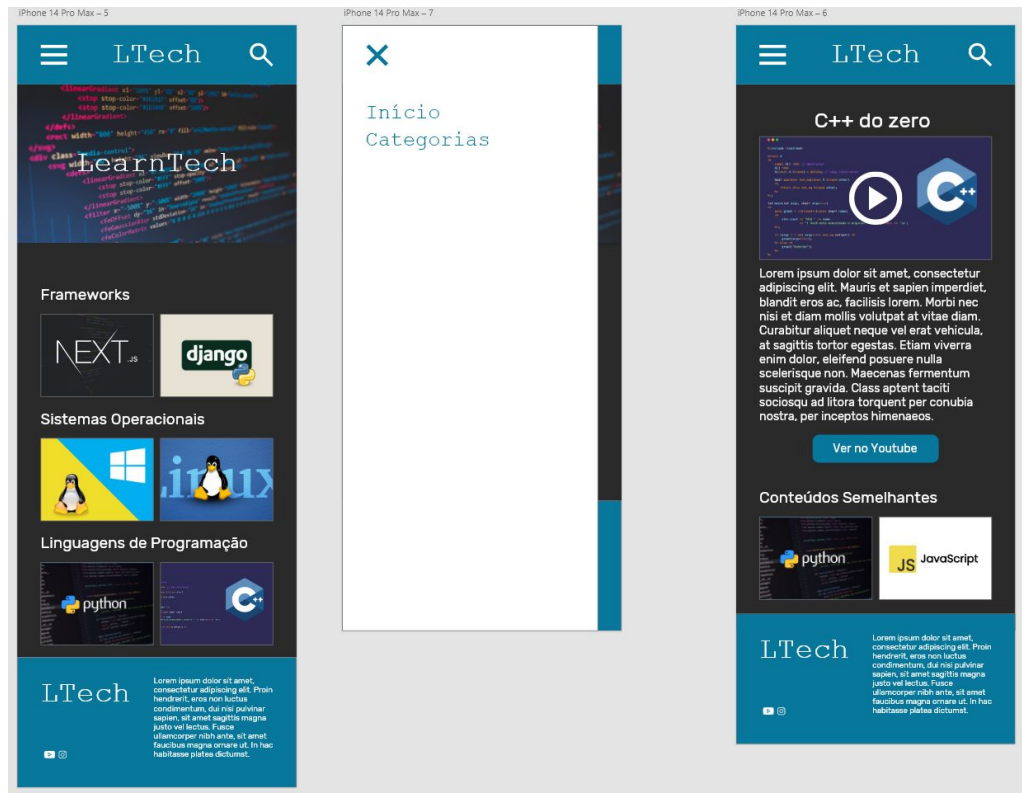 iPhone 14 Pro Max – 5
LTech
LearnTech
Frameworks
NEXT.JS
django
Sistemas Operacionais
Linux
Linguagens de Programação
python
C++
LTech
Lorem ipsum dolor sit amet,
consectetur adipiscing elit. Proin
hendrerit, eros non luctus
condimentum, dui nisi pulvinar
sapien, sit amet sagittis magna
justo vel lectus. Fusce
ullamcorper nibh ante, sit amet
faucibus magna ornare ut. In hac
habitasse platea dictumst.
iPhone 14 Pro Max – 7
Início
Categorias
iPhone 14 Pro Max – 6
LTech
C++ do zero
C++
Lorem ipsum dolor sit amet, consectetur
adipiscing elit. Mauris et sapien imperdiet,
blandit eros ac, facilisis lorem. Morbi nec
nisi et diam mollis volutpat at vitae diam.
Curabitur aliquet neque vel erat vehicula,
at sagittis tortor egestas. Etiam viverra
enim dolor, eleifend posuere nulla
scelerisque non. Maecenas fermentum
suscipit gravida. Class aptent taciti
sociosqu ad litora torquent per conubia
nostra, per inceptos himenaeos.
Ver no Youtube
Conteúdos Semelhantes
python
JS JavaScript
LTech
Lorem ipsum dolor sit amet,
consectetur adipiscing elit. Proin
hendrerit, eros non luctus
condimentum, dui nisi pulvinar
sapien, sit amet sagittis magna
justo vel lectus. Fusce
ullamcorper nibh ante, sit amet
faucibus magna ornare ut. In hac
habitasse platea dictumst.